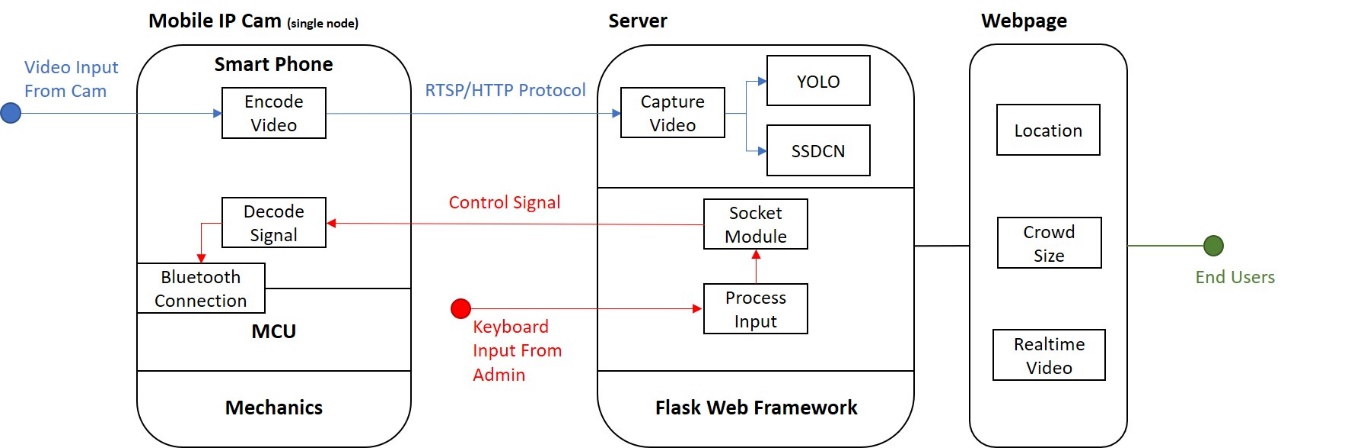 Mobile IP Cam (single node)
Server
Webpage
Video Input
From Cam
Smart Phone
Encode
Video
RTSP/HTTP Protocol
Capture
Video
YOLO
SSDCN
Location
Decode
Signal
Control Signal
Socket
Module
Crowd
Size
Bluetooth
Connection
MCU
Keyboard
Input From
Admin
Process
Input
End Users
Realtime
Video
Mechanics
Flask Web Framework